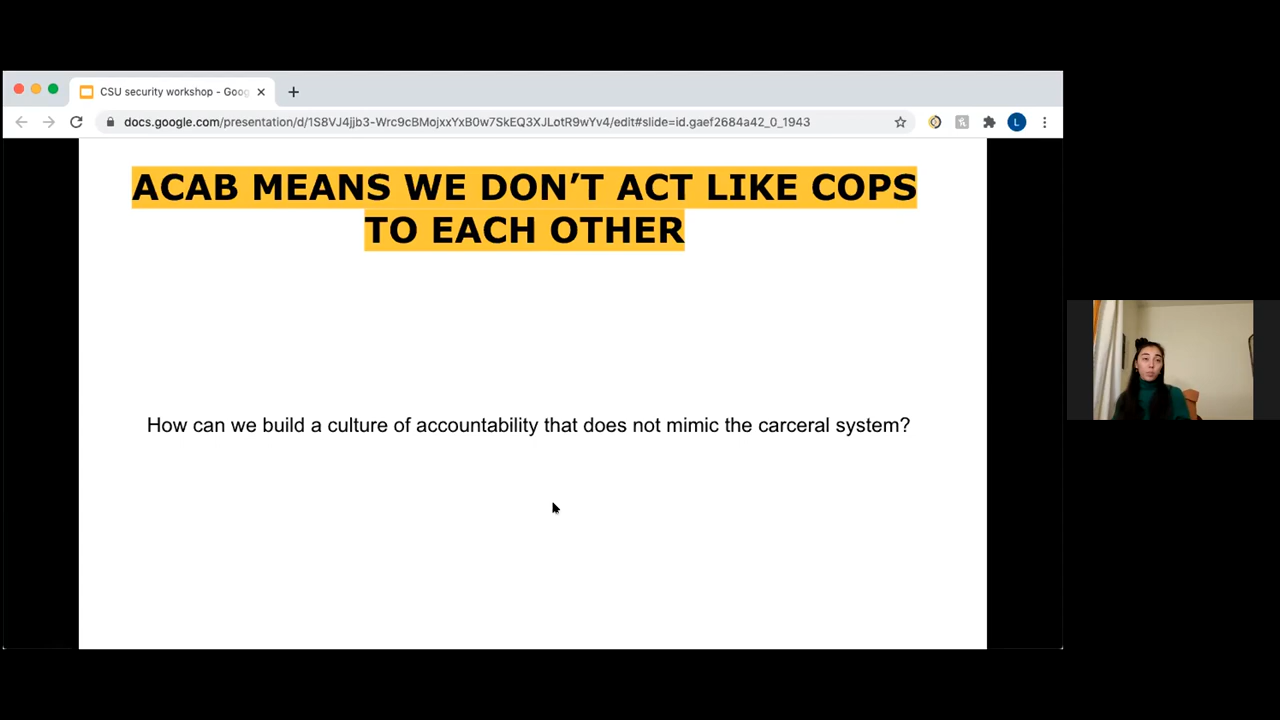 CSU security workshop - Goog
docs.google.com/presentation/d/1S8VJ4jjb3-Wrc9cBMojxxYxB0w7SkEQ3XJLotR9wYv4/edit#slide=id.gaef2684a42_0_1943
L
ACAB MEANS WE DON’T ACT LIKE COPS
TO EACH OTHER
How can we build a culture of accountability that does not mimic the carceral system?